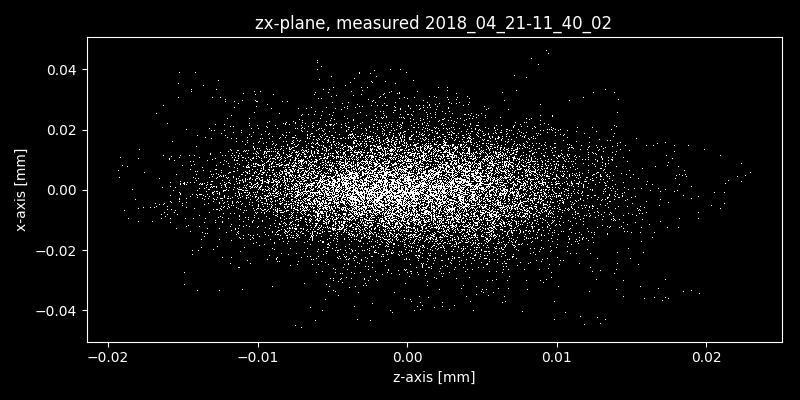 zx-plane, measured 2018_04_21-11_40_02
0.04
0.02
0.00
−0.02
−0.04
x-axis [mm]
−0.02 −0.01 0.00 0.01 0.02
z-axis [mm]